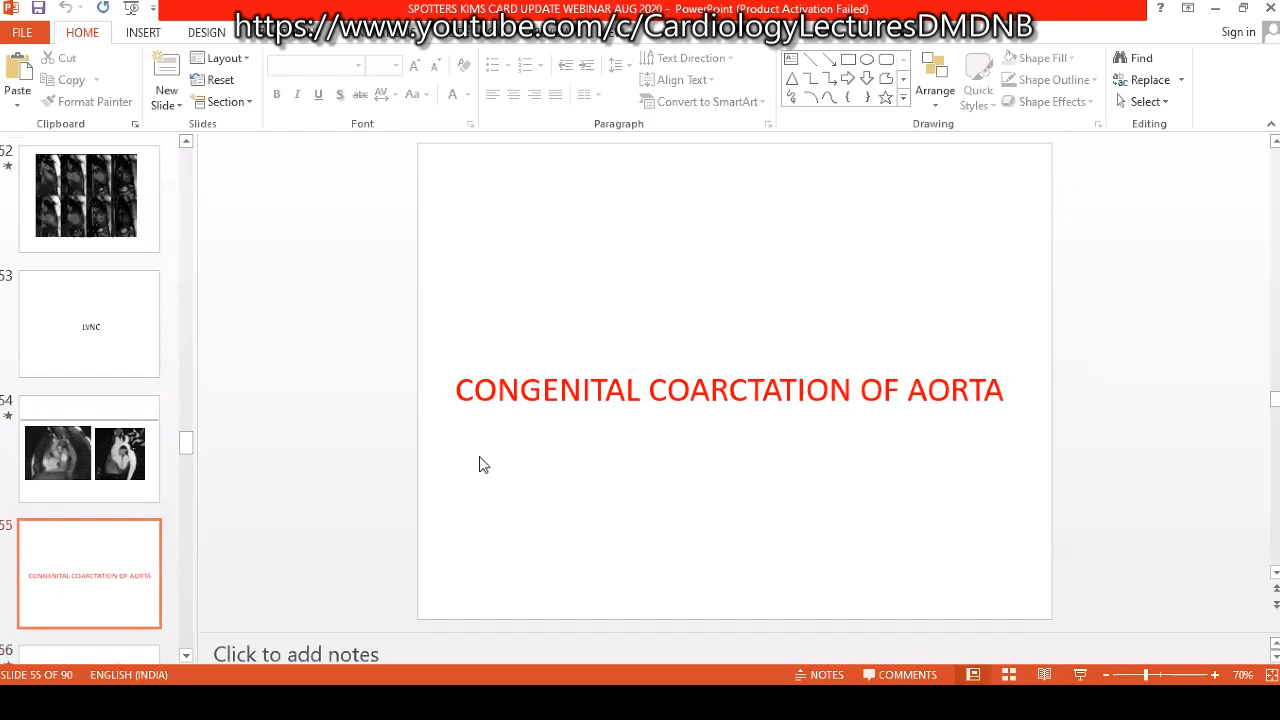 SPOTTERS KIMS CARD UPDATE WEBINAR AUG 2020 - PowerPoint (Product Activation Failed)
https://www.youtube.com/c/CardiologyLecturesDMDNB
FILE HOME INSERT DESIGN Sign in
Paste
Cut
Copy
Format Painter
Clipboard
New Slide
Layout
Reset
Section
Slides
B I U S abc AV Aa A
Font
Text Direction
Align Text
Convert to SmartArt
Paragraph
Arrange
Quick Styles
Shape Fill
Shape Outline
Shape Effects
Drawing
Find
Replace
Select
Editing
52
53
LVNC
54
55
CONGENITAL COARCTATION OF AORTA
56
CONGENITAL COARCTATION OF AORTA
Click to add notes
SLIDE 55 OF 90 ENGLISH (INDIA) NOTES COMMENTS 70%